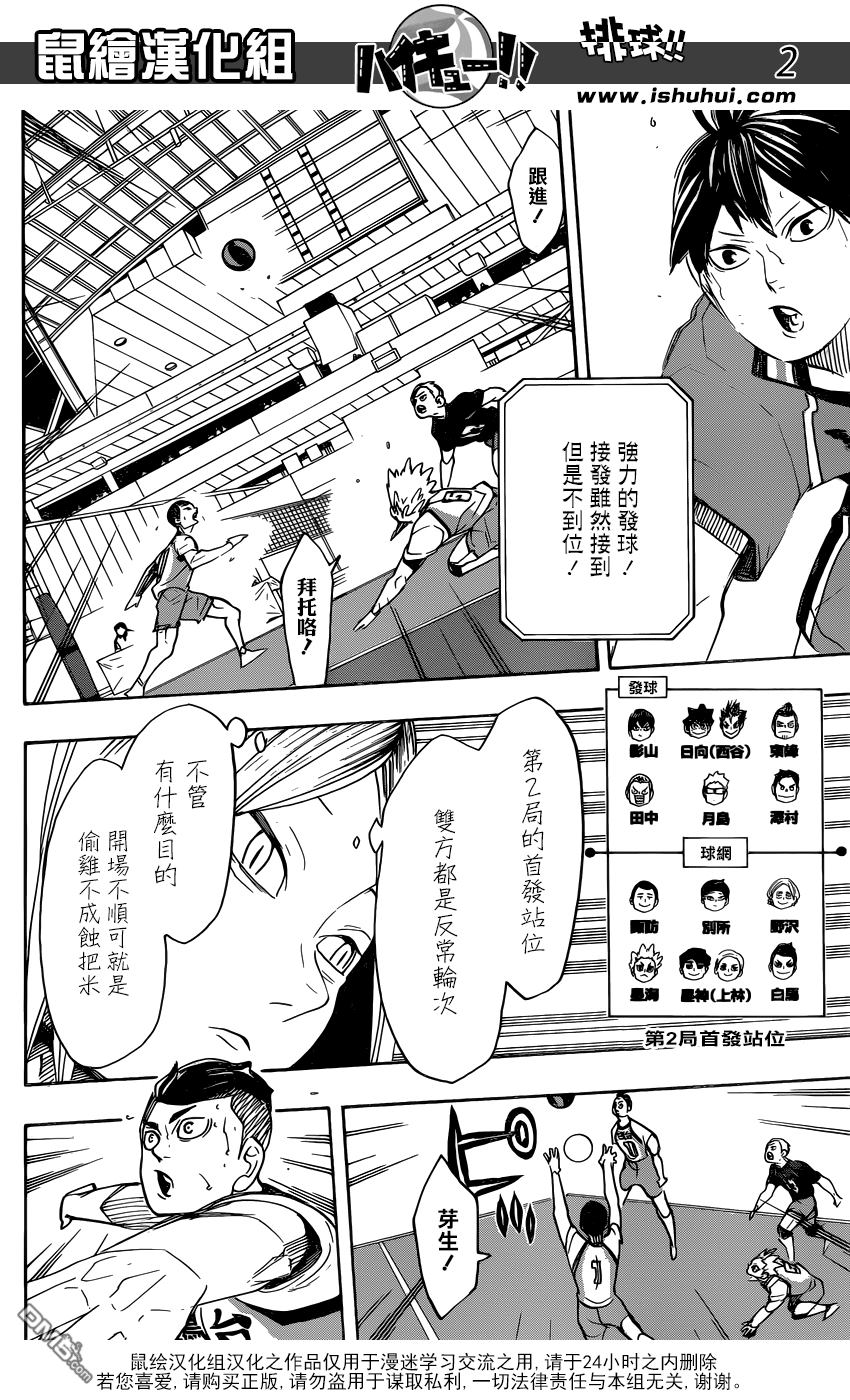 鼠繪漢化組
ハイキュー!!
排球!!
2
www.ishuhui.com
強力的發球！
接發雖然接到
但是不到位！
跟進！
拜托咯！
發球
影山
日向(西谷)
東峰
田中
月島
澤村
球網
諏訪
別所
野沢
星海
星神(上林)
白馬
第2局首發站位
第2局的首發站位
雙方都是反常輪次
不管
有什麼目的
開場不順可就是
偷雞不成蝕把米
芽生！
台
1
5
鼠绘汉化组汉化之作品仅用于漫迷学习交流之用, 请于24小时之内删除
若您喜爱, 请购买正版, 请勿盗用于谋取私利, 一切法律责任与本组无关, 谢谢。